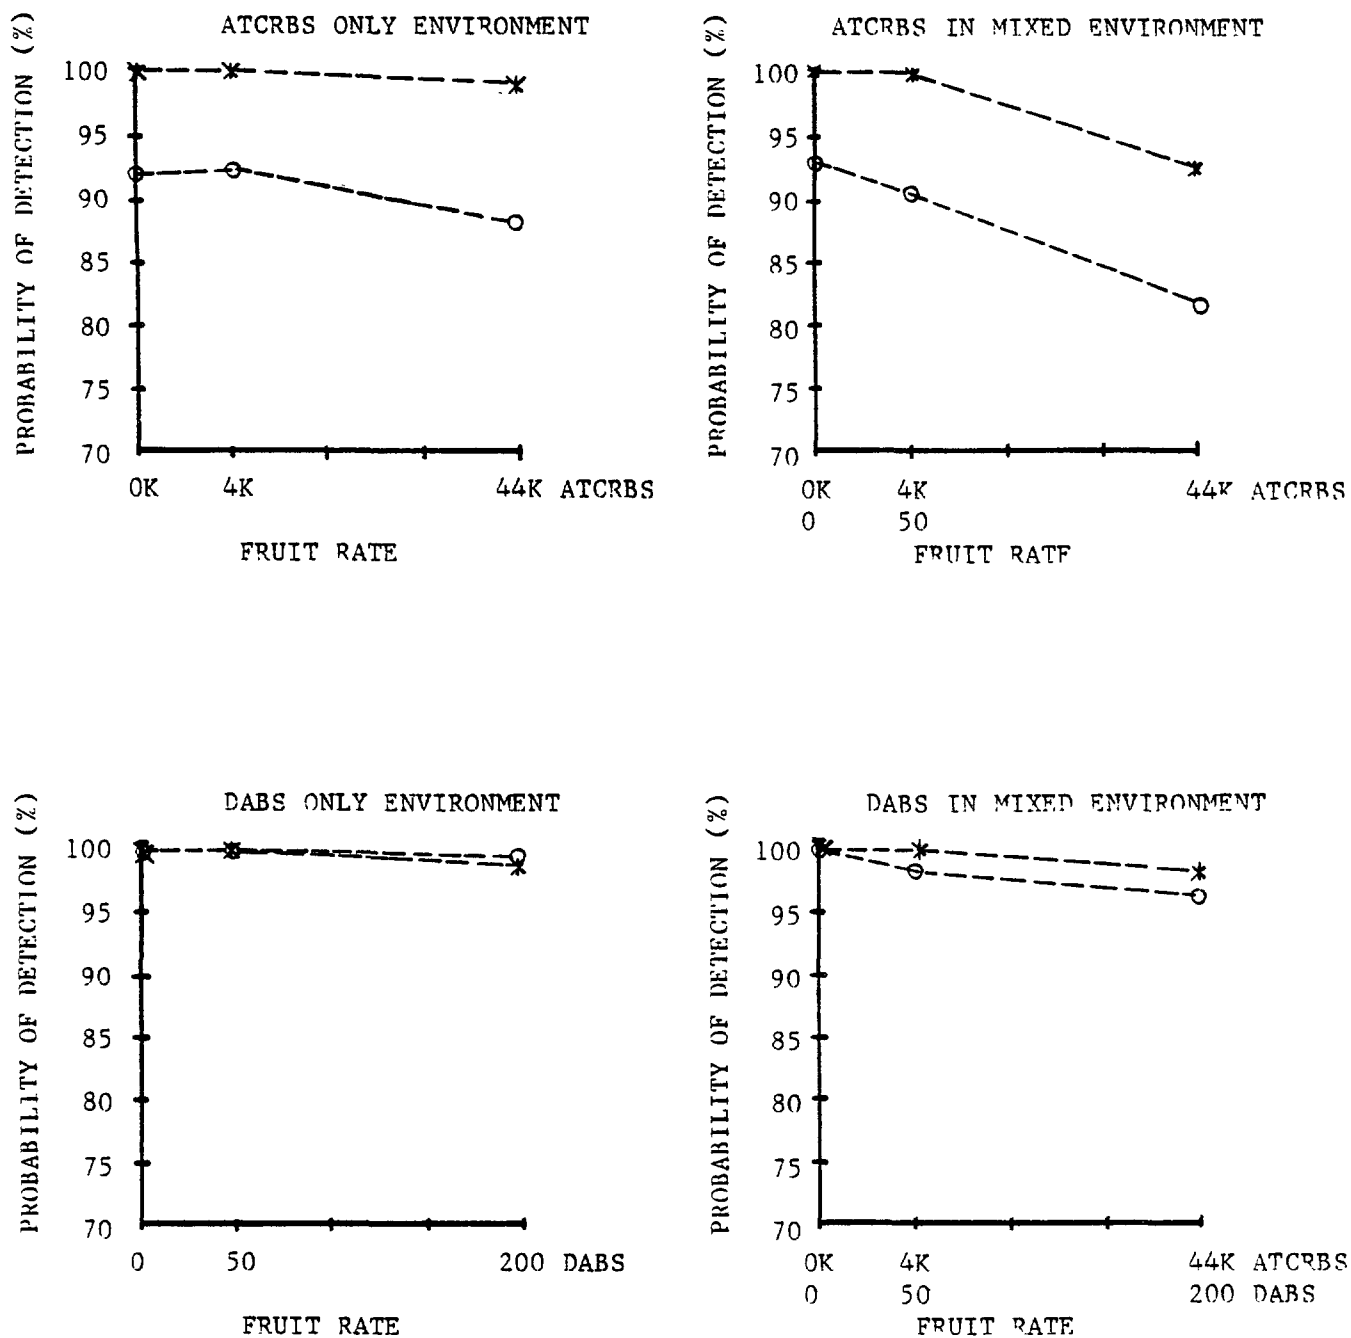 ATCRBS ONLY ENVIRONMENT
PROBABILITY OF DETECTION (%)
100
95
90
85
80
75
70
0K 4K 44K ATCRBS
FRUIT RATE
ATCRBS IN MIXED ENVIRONMENT
PROBABILITY OF DETECTION (%)
100
95
90
85
80
75
70
0K 4K 44K ATCRBS
0 50
FRUIT RATE
DABS ONLY ENVIRONMENT
PROBABILITY OF DETECTION (%)
100
95
90
85
80
75
70
0 50 200 DABS
FRUIT RATE
DABS IN MIXED ENVIRONMENT
PROBABILITY OF DETECTION (%)
100
95
90
85
80
75
70
0K 4K 44K ATCRBS
0 50 200 DABS
FRUIT RATE